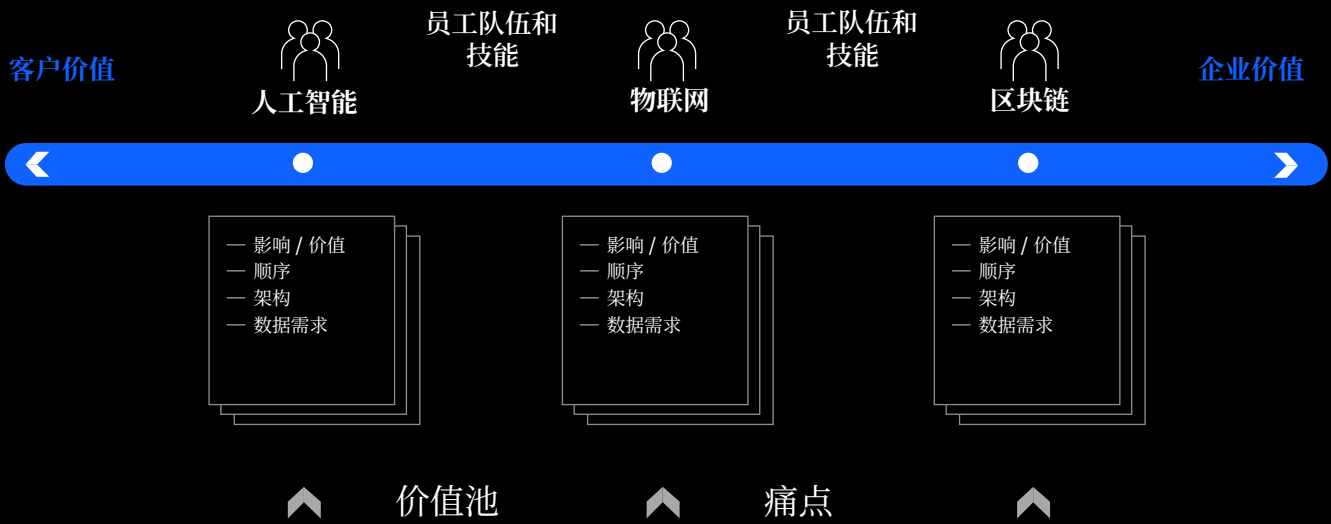 员工队伍和
技能
员工队伍和
技能
客户价值
企业价值
人工智能
物联网
区块链
— 影响 / 价值
— 顺序
— 架构
— 数据需求
— 影响 / 价值
— 顺序
— 架构
— 数据需求
— 影响 / 价值
— 顺序
— 架构
— 数据需求
价值池
痛点